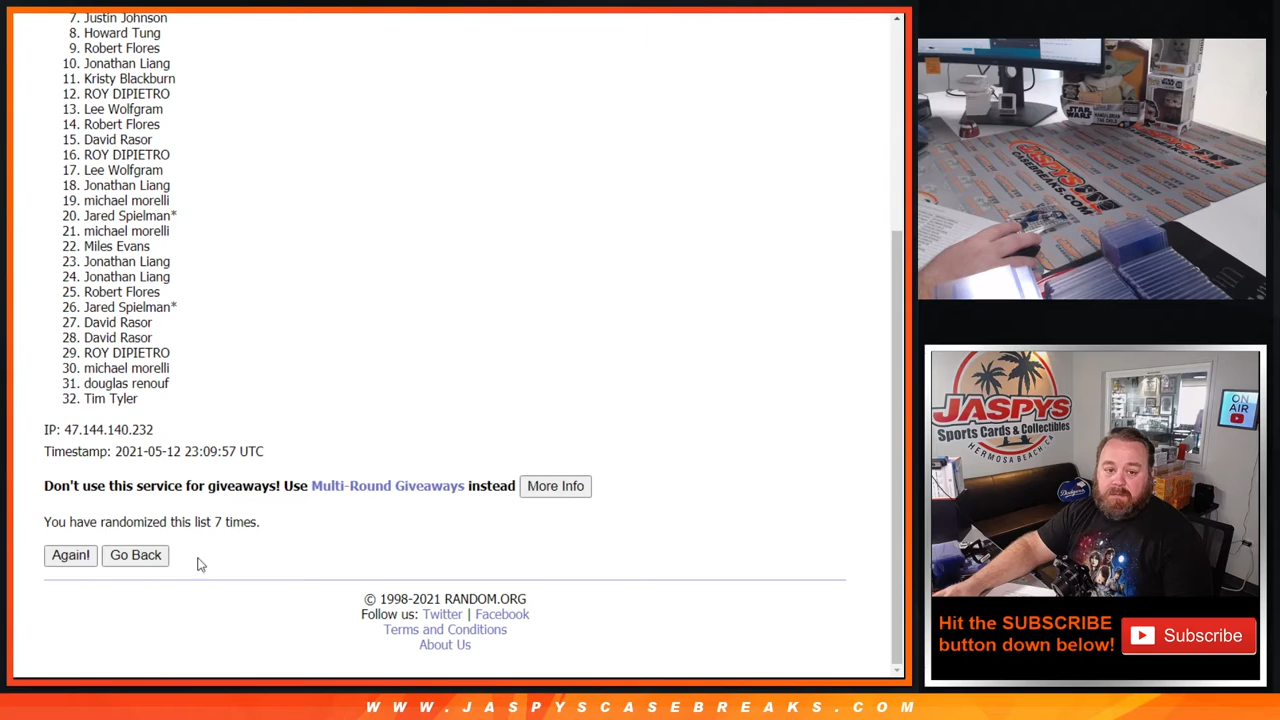 7. Justin Johnson
8. Howard Tung
9. Robert Flores
10. Jonathan Liang
11. Kristy Blackburn
12. ROY DIPIETRO
13. Lee Wolfgram
14. Robert Flores
15. David Rasor
16. ROY DIPIETRO
17. Lee Wolfgram
18. Jonathan Liang
19. michael morelli
20. Jared Spielman*
21. michael morelli
22. Miles Evans
23. Jonathan Liang
24. Jonathan Liang
25. Robert Flores
26. Jared Spielman*
27. David Rasor
28. David Rasor
29. ROY DIPIETRO
30. michael morelli
31. douglas renouf
32. Tim Tyler
IP: 47.144.140.232
Timestamp: 2021-05-12 23:09:57 UTC
Don't use this service for giveaways! Use Multi-Round Giveaways instead More Info
You have randomized this list 7 times.
Again! Go Back
© 1998-2021 RANDOM.ORG
Follow us: Twitter | Facebook
Terms and Conditions
About Us
STAR WARS
JASPYS
CASEBREAKS.COM
JASPYS
Sports Cards & Collectibles
HERMOSA BEACH, CA
ON AIR
Dodgers
Hit the SUBSCRIBE
button down below!
Subscribe
WWW.JASPYSCASEBREAKS.COM